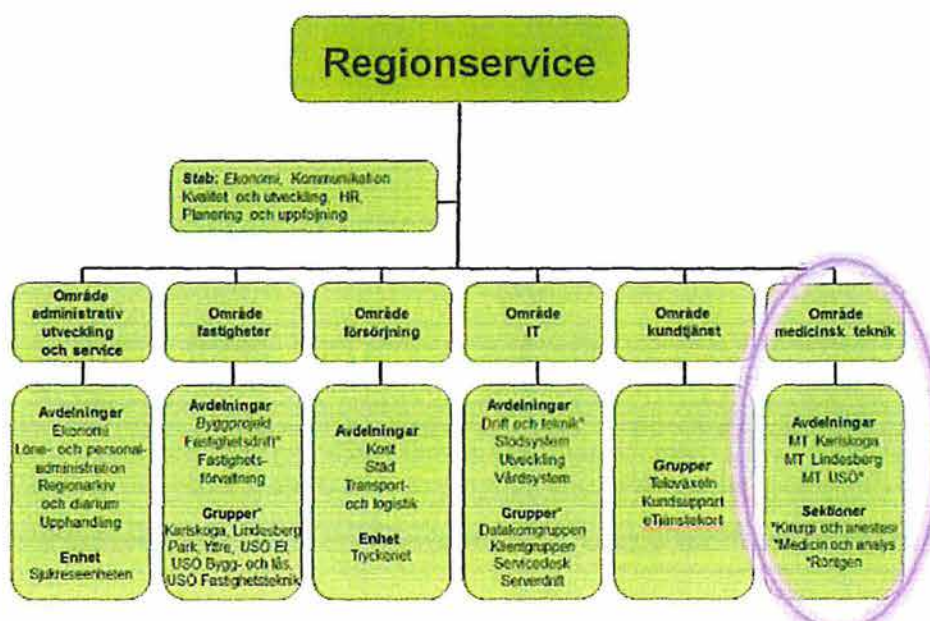 Regionservice
Stab: Ekonomi, Kommunikation
Kvalitet och utveckling, HR,
Planering och uppföljning
Område
administrativ
utveckling
och service
Område
fastigheter
Område
försörjning
Område
IT
Område
kundtjänst
Område
medicinsk teknik
Avdelningar
Ekonomi
Löne- och personal-
administration
Regionarkiv
och diarium
Upphandling
Enhet
Sjukreseenheten
Avdelningar
Byggprojekt
Fastighetsdrift*
Fastighets-
förvaltning
Grupper*
Karlskoga, Lindesberg
Park, Yttre, USÖ El,
USÖ Bygg- och lås,
USÖ Fastighetsteknik
Avdelningar
Kost
Städ
Transport-
och logistik
Enhet
Tryckeriet
Avdelningar
Drift och teknik*
Stödsystem
Utveckling
Vårdsystem
Grupper*
Datakomgruppen
Klientgruppen
Servicedesk
Serverdrift
Grupper
Televäxeln
Kundsupport
eTjänstekort
Avdelningar
MT Karlskoga
MT Lindesberg
MT USÖ*
Sektioner
*Kirurgi och anestesi
*Medicin och analys
*Röntgen